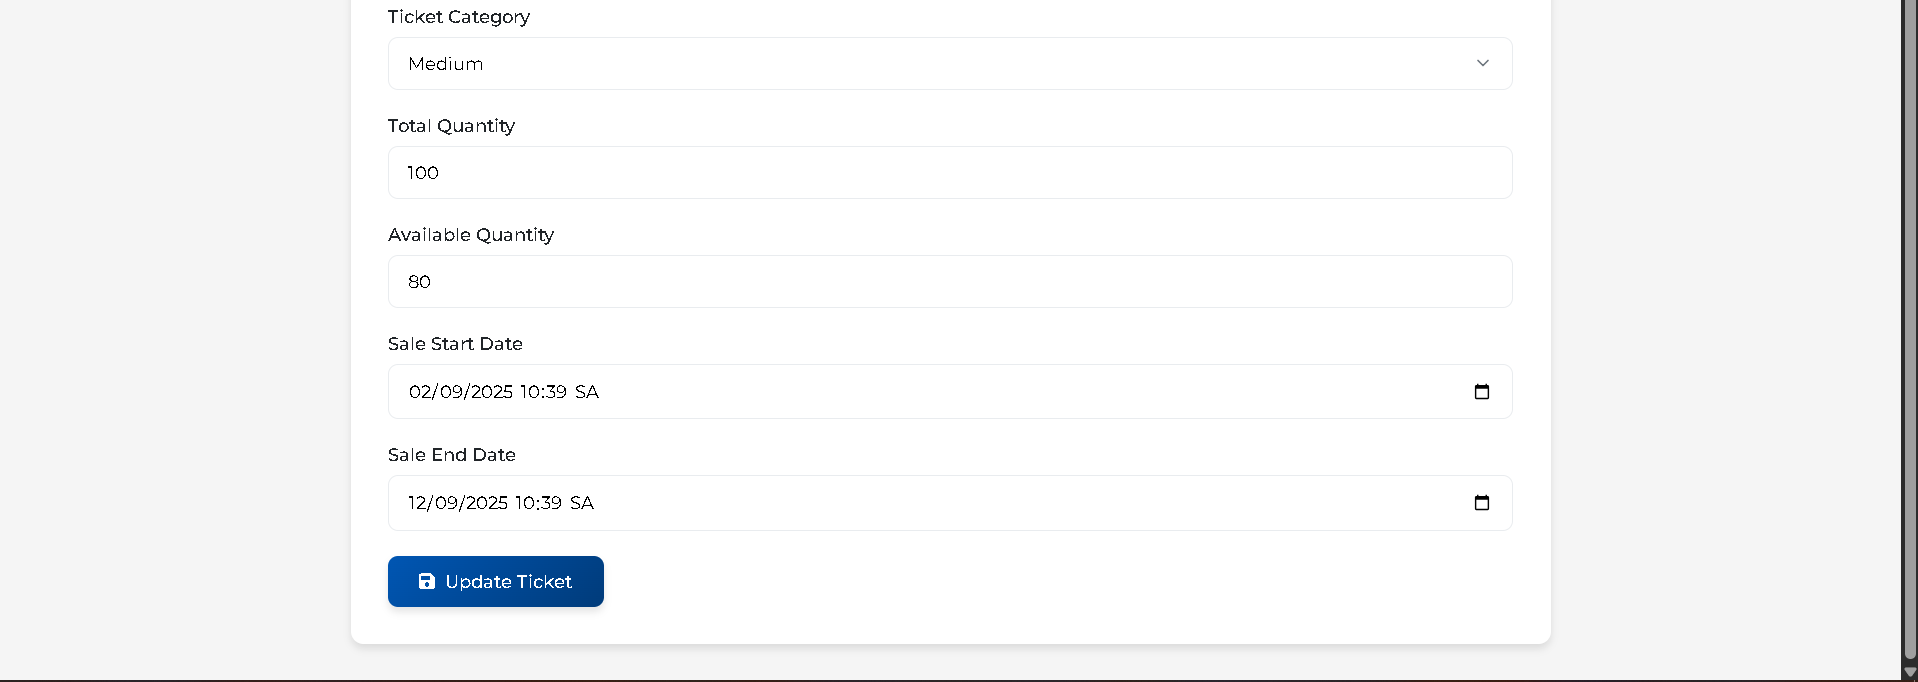 Ticket Category
Medium
Total Quantity
100
Available Quantity
80
Sale Start Date
02/09/2025 10:39 SA
Sale End Date
12/09/2025 10:39 SA
Update Ticket